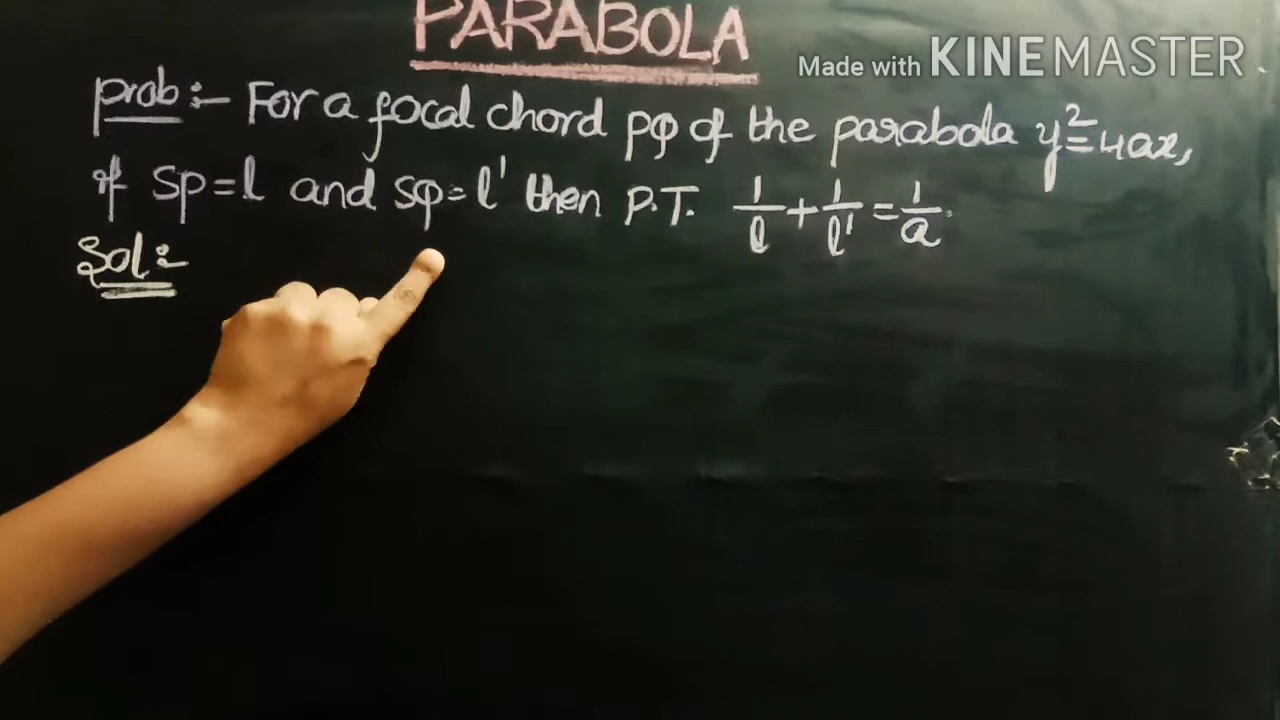 PARABOLA
Made with KINEMASTER
prob:- For a focal chord PQ of the parabola y²=4ax,
if SP=l and SQ=l' then P.T. 1/l + 1/l' = 1/a.
Sol:-